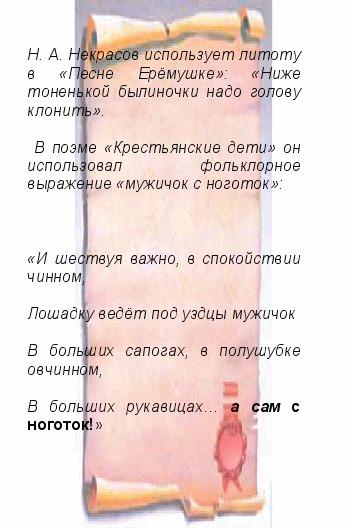 Н. А. Некрасов использует литоту
в «Песне Ерёмушке»: «Ниже
тоненькой былиночки надо голову
клонить».
В поэме «Крестьянские дети» он
использовал фольклорное
выражение «мужичок с ноготок»:
«И шествуя важно, в спокойствии
чинном,
Лошадку ведёт под уздцы мужичок
В больших сапогах, в полушубке
овчинном,
В больших рукавицах… а сам с
ноготок!»